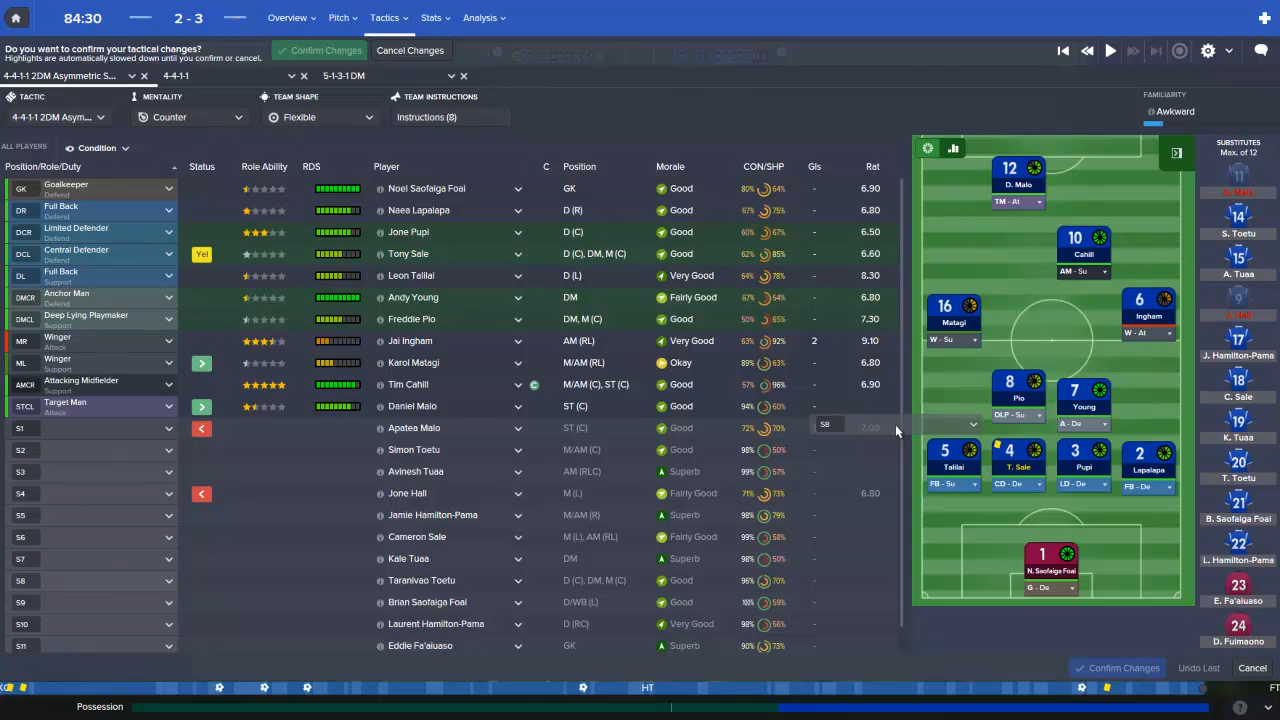 84:30 2 - 3 Overview Pitch Tactics Stats Analysis
Do you want to confirm your tactical changes?
Highlights are automatically slowed down until you confirm or cancel.
Confirm Changes Cancel Changes
4-4-1-1 2DM Asymmetric S... 4-4-1-1 5-1-3-1 DM
TACTIC MENTALITY TEAM SHAPE TEAM INSTRUCTIONS FAMILIARITY
4-4-1-1 2DM Asym... Counter Flexible Instructions (8) Awkward
ALL PLAYERS Condition
Position/Role/Duty Status Role Ability RDS Player C Position Morale CON/SHP Gls Rat
GK Goalkeeper Defend Noel Saofaiga Foai GK Good 80% 64% - 6.90
DR Full Back Defend Naea Lapalapa D (R) Good 67% 75% - 6.80
DCR Limited Defender Defend Jone Pupi D (C) Good 60% 67% - 6.50
DCL Central Defender Defend Yel Tony Sale D (C), DM, M (C) Good 62% 85% - 6.60
DL Full Back Support Leon Talilai D (L) Very Good 64% 78% - 8.30
DMCR Anchor Man Defend Andy Young DM Fairly Good 67% 64% - 6.80
DMCL Deep Lying Playmaker Support Freddie Pio DM, M (C) Good 50% 65% - 7.30
MR Winger Attack Jai Ingham AM (RL) Very Good 63% 92% 2 9.10
ML Winger Support Karol Matagi M/AM (RL) Okay 89% 63% - 6.80
AMCR Attacking Midfielder Support Tim Cahill C M/AM (C), ST (C) Good 57% 96% - 6.90
STCL Target Man Attack Daniel Malo ST (C) Good 94% 60% -
S1 Apatea Malo ST (C) Good 72% 70% 7.00
S8
S2 Simon Toetu M/AM (C) Good 98% 50% -
S3 Avinesh Tuaa AM (RLC) Superb 99% 57% -
S4 Jone Hall M (L) Fairly Good 71% 73% - 6.80
S5 Jamie Hamilton-Pama M/AM (R) Superb 98% 79% -
S6 Cameron Sale M (L), AM (RL) Fairly Good 99% 58% -
S7 Kale Tuaa DM Superb 98% 50% -
S8 Taranivao Toetu D (C), DM, M (C) Good 96% 70% -
S9 Brian Saofaiga Foai D/WB (L) Good 100% 59% -
S10 Laurent Hamilton-Pama D (RC) Very Good 98% 56% -
S11 Eddie Fa'aiuaso GK Superb 90% 73% -
12
D. Malo
TM - At
10
Cahill
AM - Su
16 6
Matagi Ingham
W - Su W - At
8 7
Pio Young
DLP - Su A - De
5 4 3 2
Talilai T. Sale Pupi Lapalapa
FB - Su CD - De LD - De FB - De
1
N. Saofaiga Foai
G - De
SUBSTITUTES
Max. of 12
11
A. Malo
14
S. Toetu
15
A. Tuaa
9
J. Hall
17
J. Hamilton-Pama
18
C. Sale
19
K. Tuaa
20
T. Toetu
21
B. Saofaiga Foai
22
L. Hamilton-Pama
23
E. Fa'aiuaso
24
D. Fuimaono
Confirm Changes Undo Last Cancel
HT FT
Possession